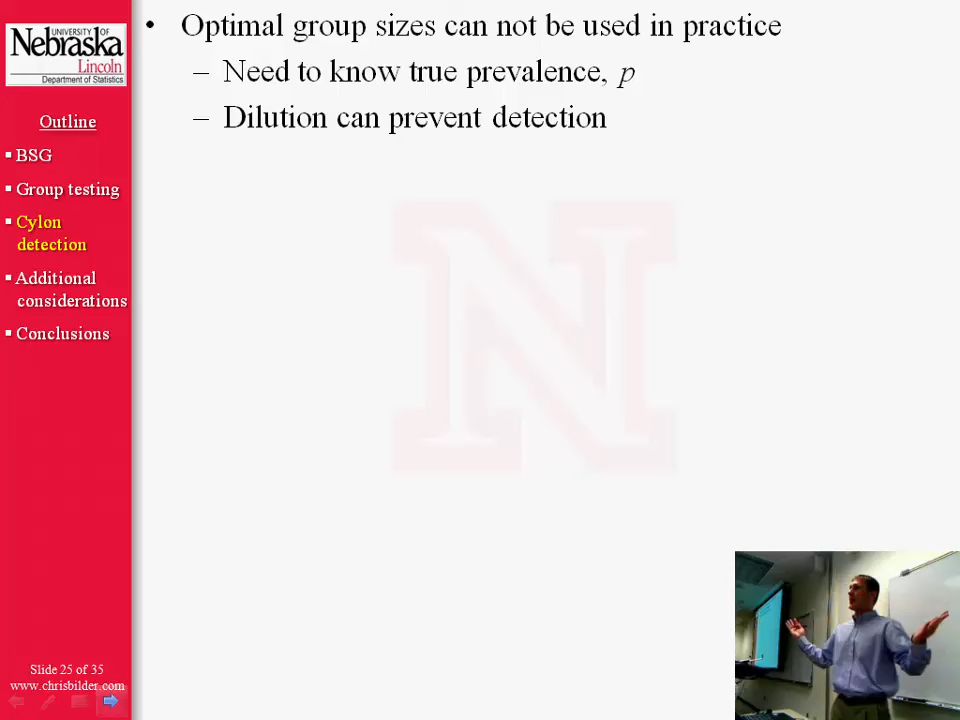 UNIVERSITY OF
Nebraska
Lincoln
Department of Statistics
Outline
▪ BSG
▪ Group testing
▪ Cylon
detection
▪ Additional
considerations
▪ Conclusions
Slide 25 of 35
www.chrisbilder.com
• Optimal group sizes can not be used in practice
– Need to know true prevalence, p
– Dilution can prevent detection
N